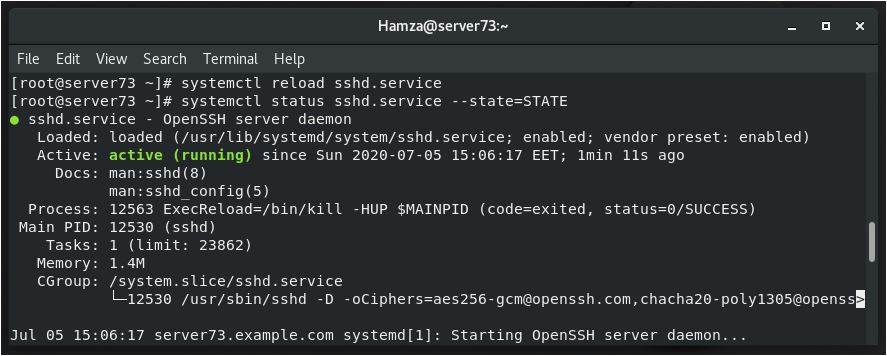 Hamza@server73:~
File Edit View Search Terminal Help
[root@server73 ~]# systemctl reload sshd.service
[root@server73 ~]# systemctl status sshd.service --state=STATE
● sshd.service - OpenSSH server daemon
   Loaded: loaded (/usr/lib/systemd/system/sshd.service; enabled; vendor preset: enabled)
   Active: active (running) since Sun 2020-07-05 15:06:17 EET; 1min 11s ago
     Docs: man:sshd(8)
           man:sshd_config(5)
  Process: 12563 ExecReload=/bin/kill -HUP $MAINPID (code=exited, status=0/SUCCESS)
 Main PID: 12530 (sshd)
    Tasks: 1 (limit: 23862)
   Memory: 1.4M
   CGroup: /system.slice/sshd.service
           └─12530 /usr/sbin/sshd -D -oCiphers=aes256-gcm@openssh.com,chacha20-poly1305@openss>
Jul 05 15:06:17 server73.example.com systemd[1]: Starting OpenSSH server daemon...